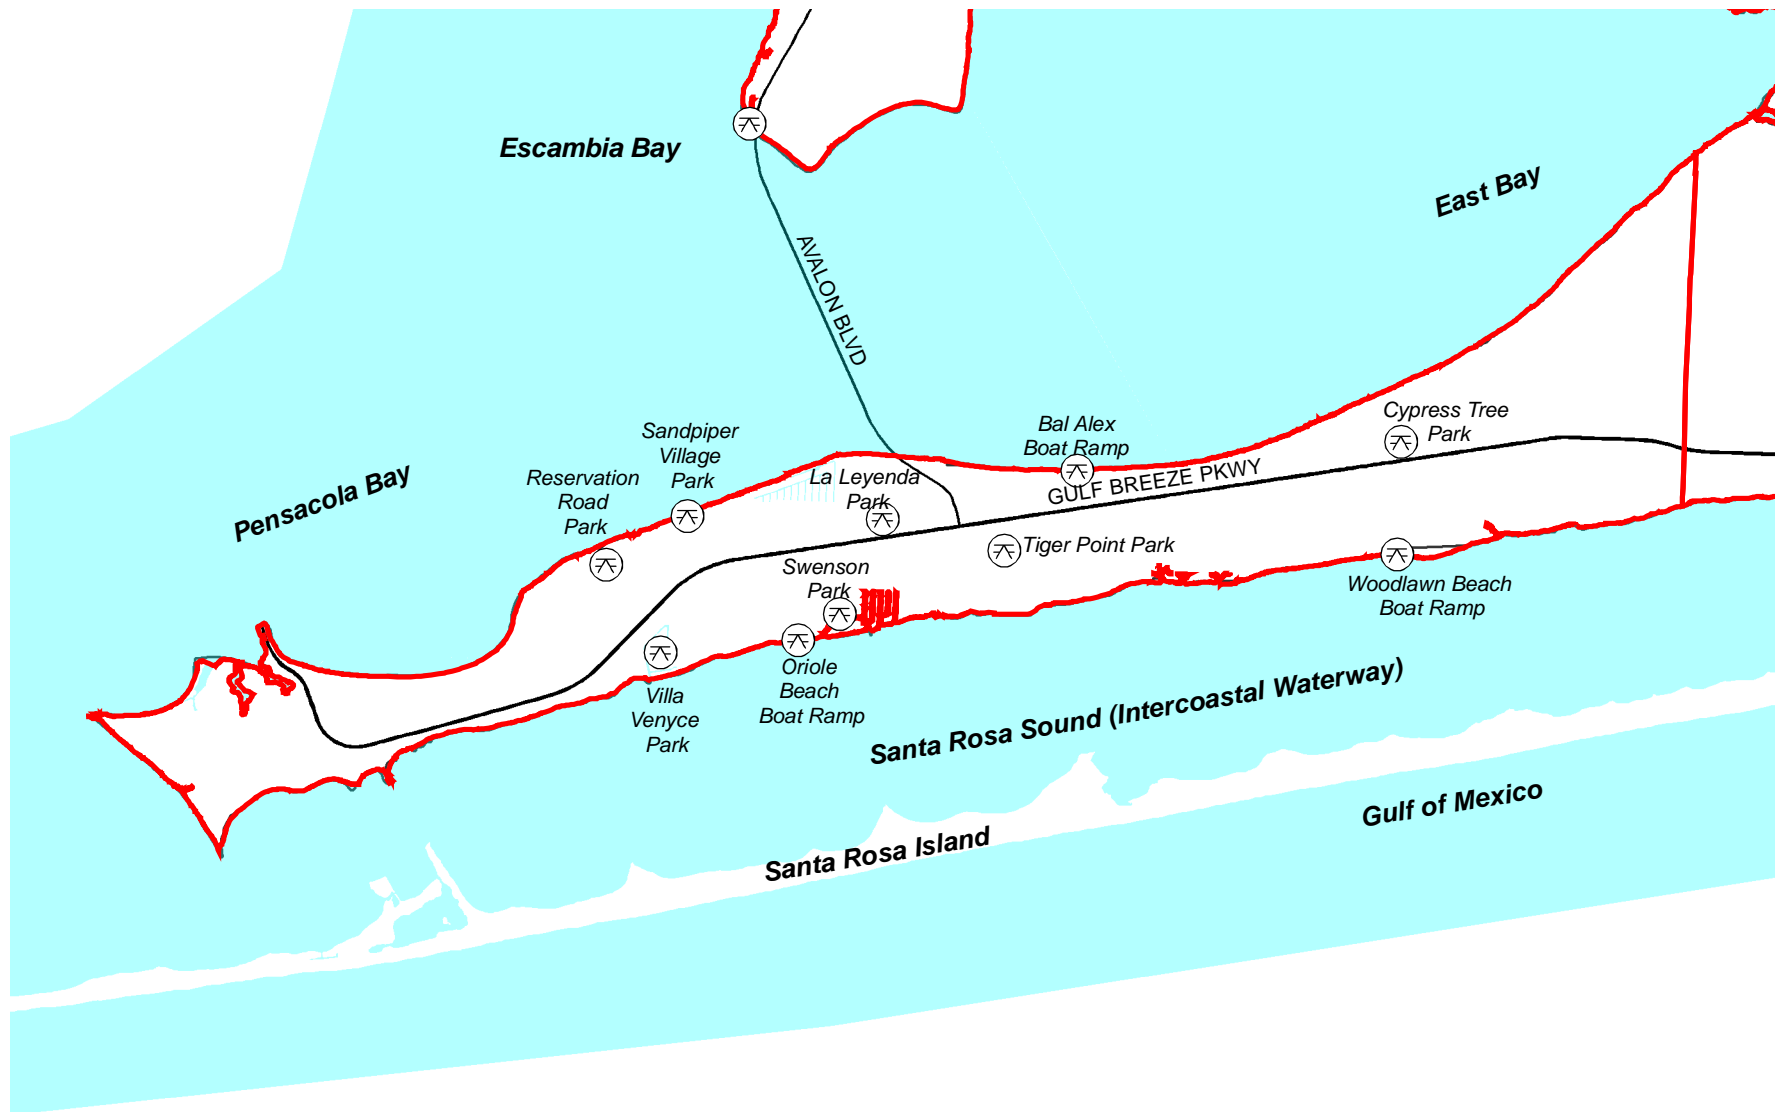 Escambia Bay
East Bay
AVALON BLVD
Cypress Tree
Park
Bal Alex
Boat Ramp
Sandpiper
Village
Park
La Leyenda
Park
GULF BREEZE PKWY
Reservation
Road
Park
Pensacola Bay
Tiger Point Park
Swenson
Park
Woodlawn Beach
Boat Ramp
Oriole
Beach
Boat Ramp
Villa
Venyce
Park
Santa Rosa Sound (Intercoastal Waterway)
Gulf of Mexico
Santa Rosa Island